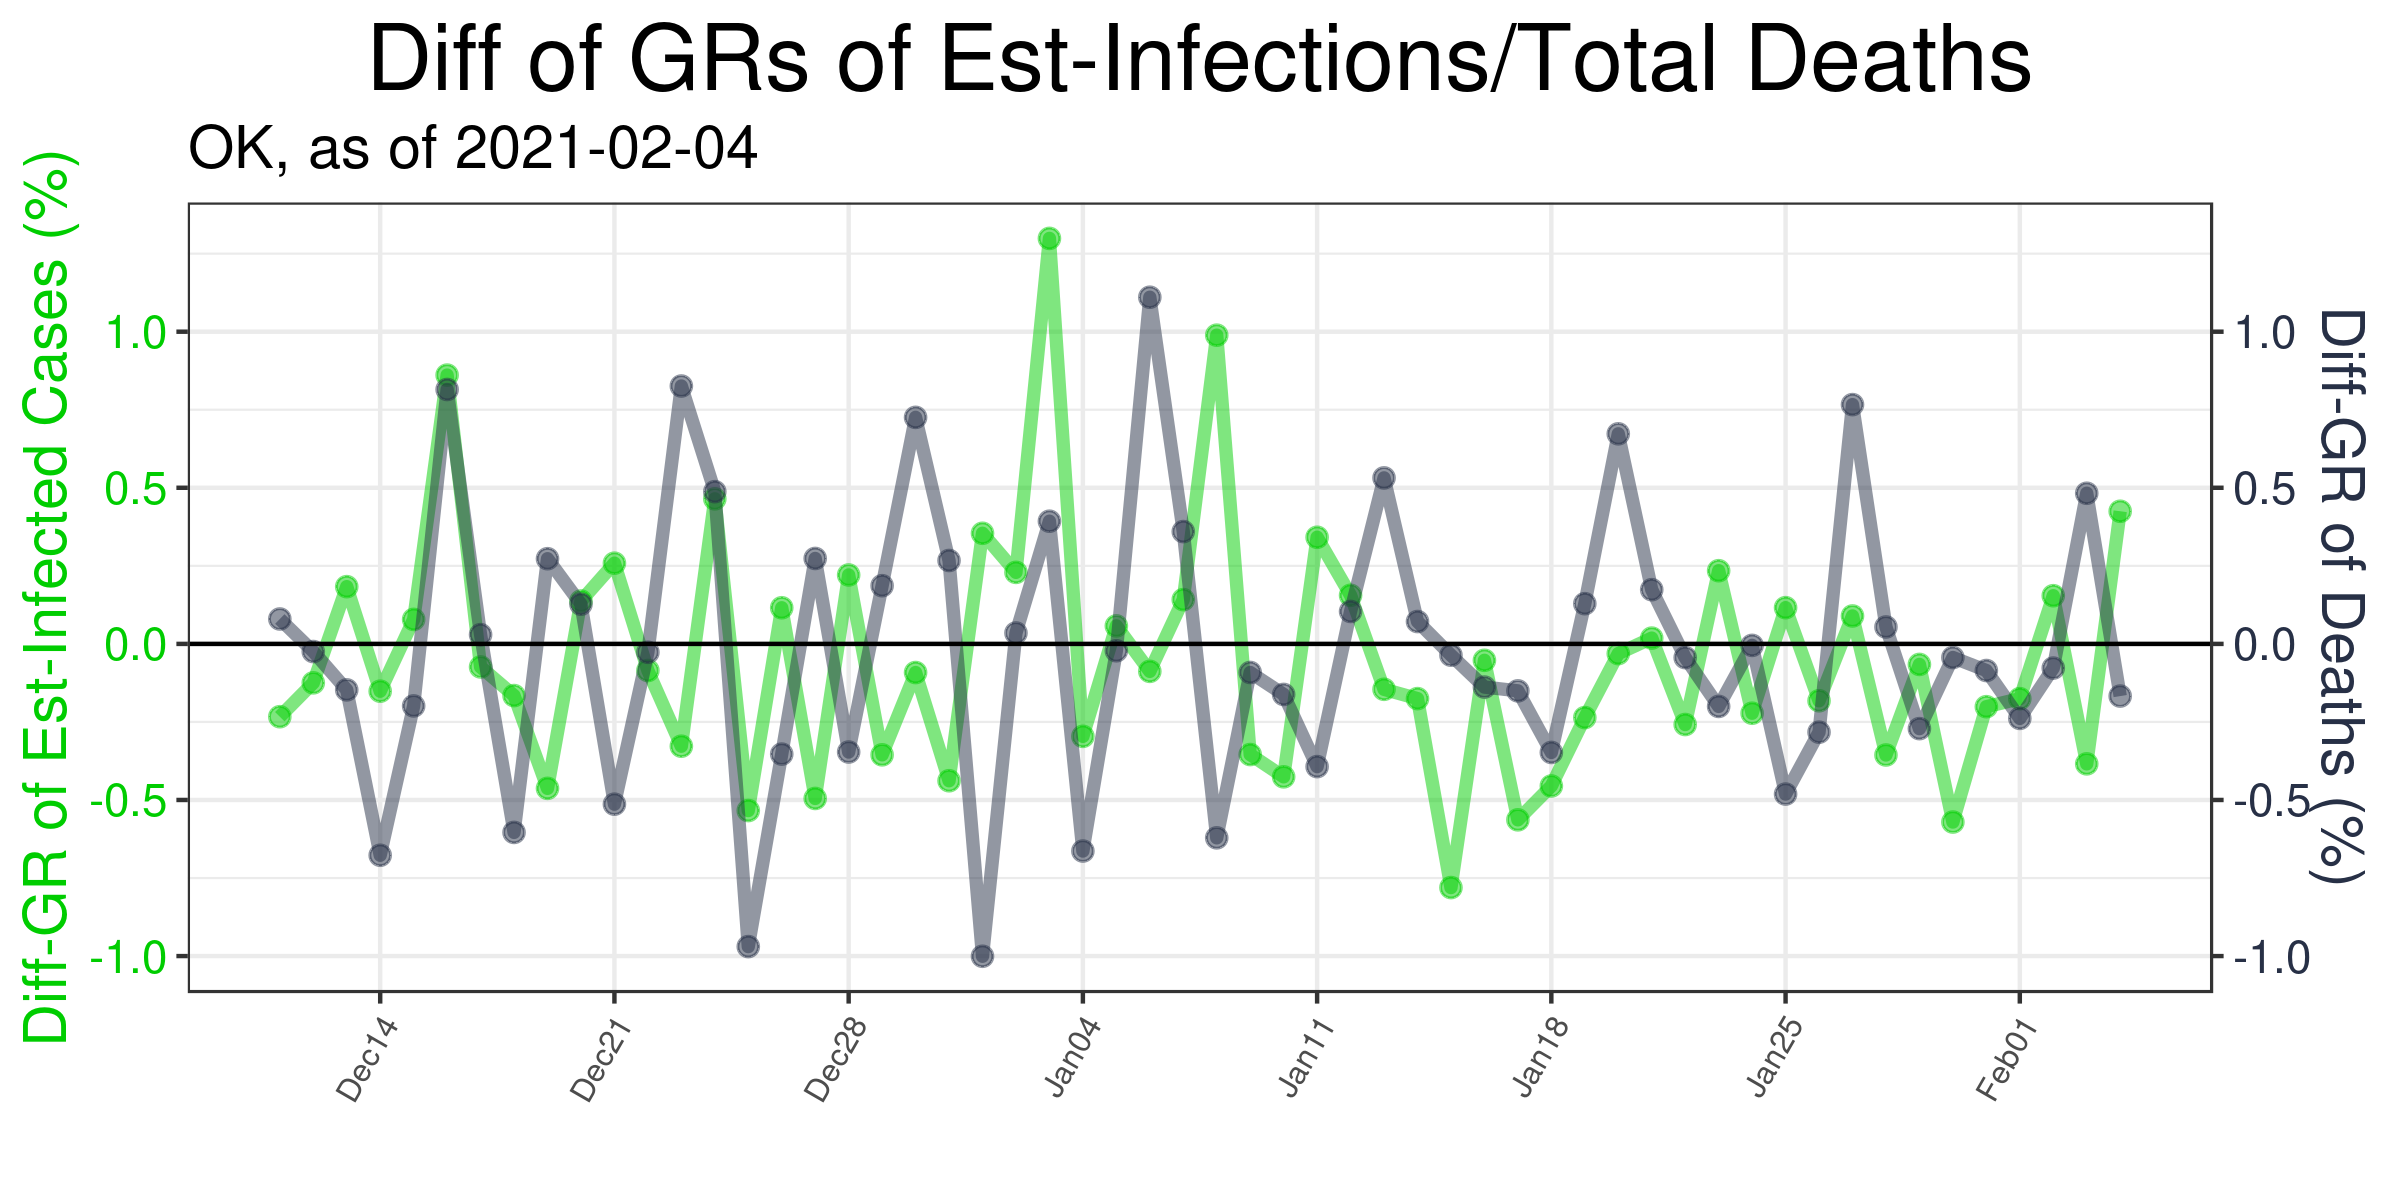 Diff of GRs of Est-Infections/Total Deaths
OK, as of 2021-02-04
Diff-GR of Est-Infected Cases (%)
1.0
0.5
0.0
-0.5
-1.0
1.0
0.5
0.0
-0.5
-1.0
Diff-GR of Deaths (%)
Dec14
Dec21
Dec28
Jan04
Jan11
Jan18
Jan25
Feb01